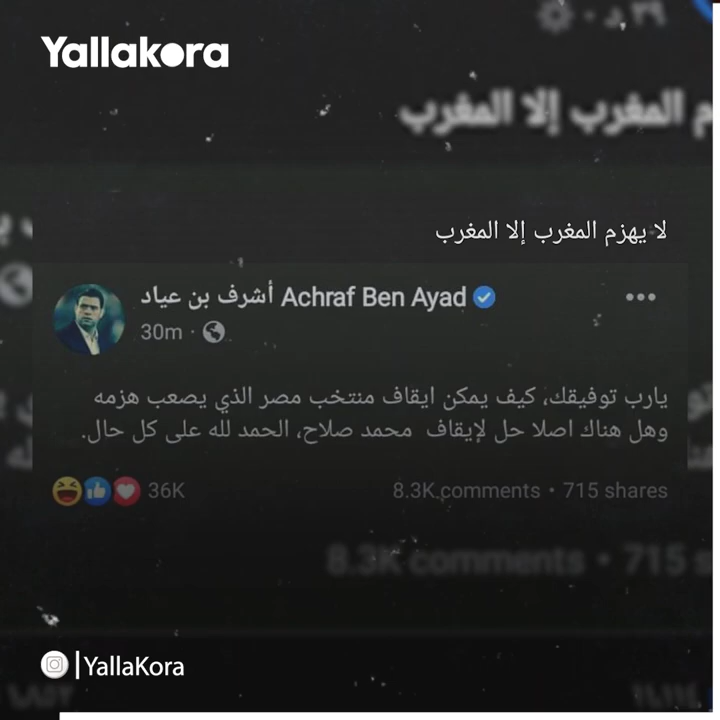 Yallakora
م المغرب إلا المغرب
لا يهزم المغرب إلا المغرب
أشرف بن عياد Achraf Ben Ayad
30m
يارب توفيقك، كيف يمكن ايقاف منتخب مصر الذي يصعب هزمه
وهل هناك اصلا حل لإيقاف محمد صلاح، الحمد لله على كل حال.
36K 8.3K comments • 715 shares
8.3K comments • 715 s
YallaKora